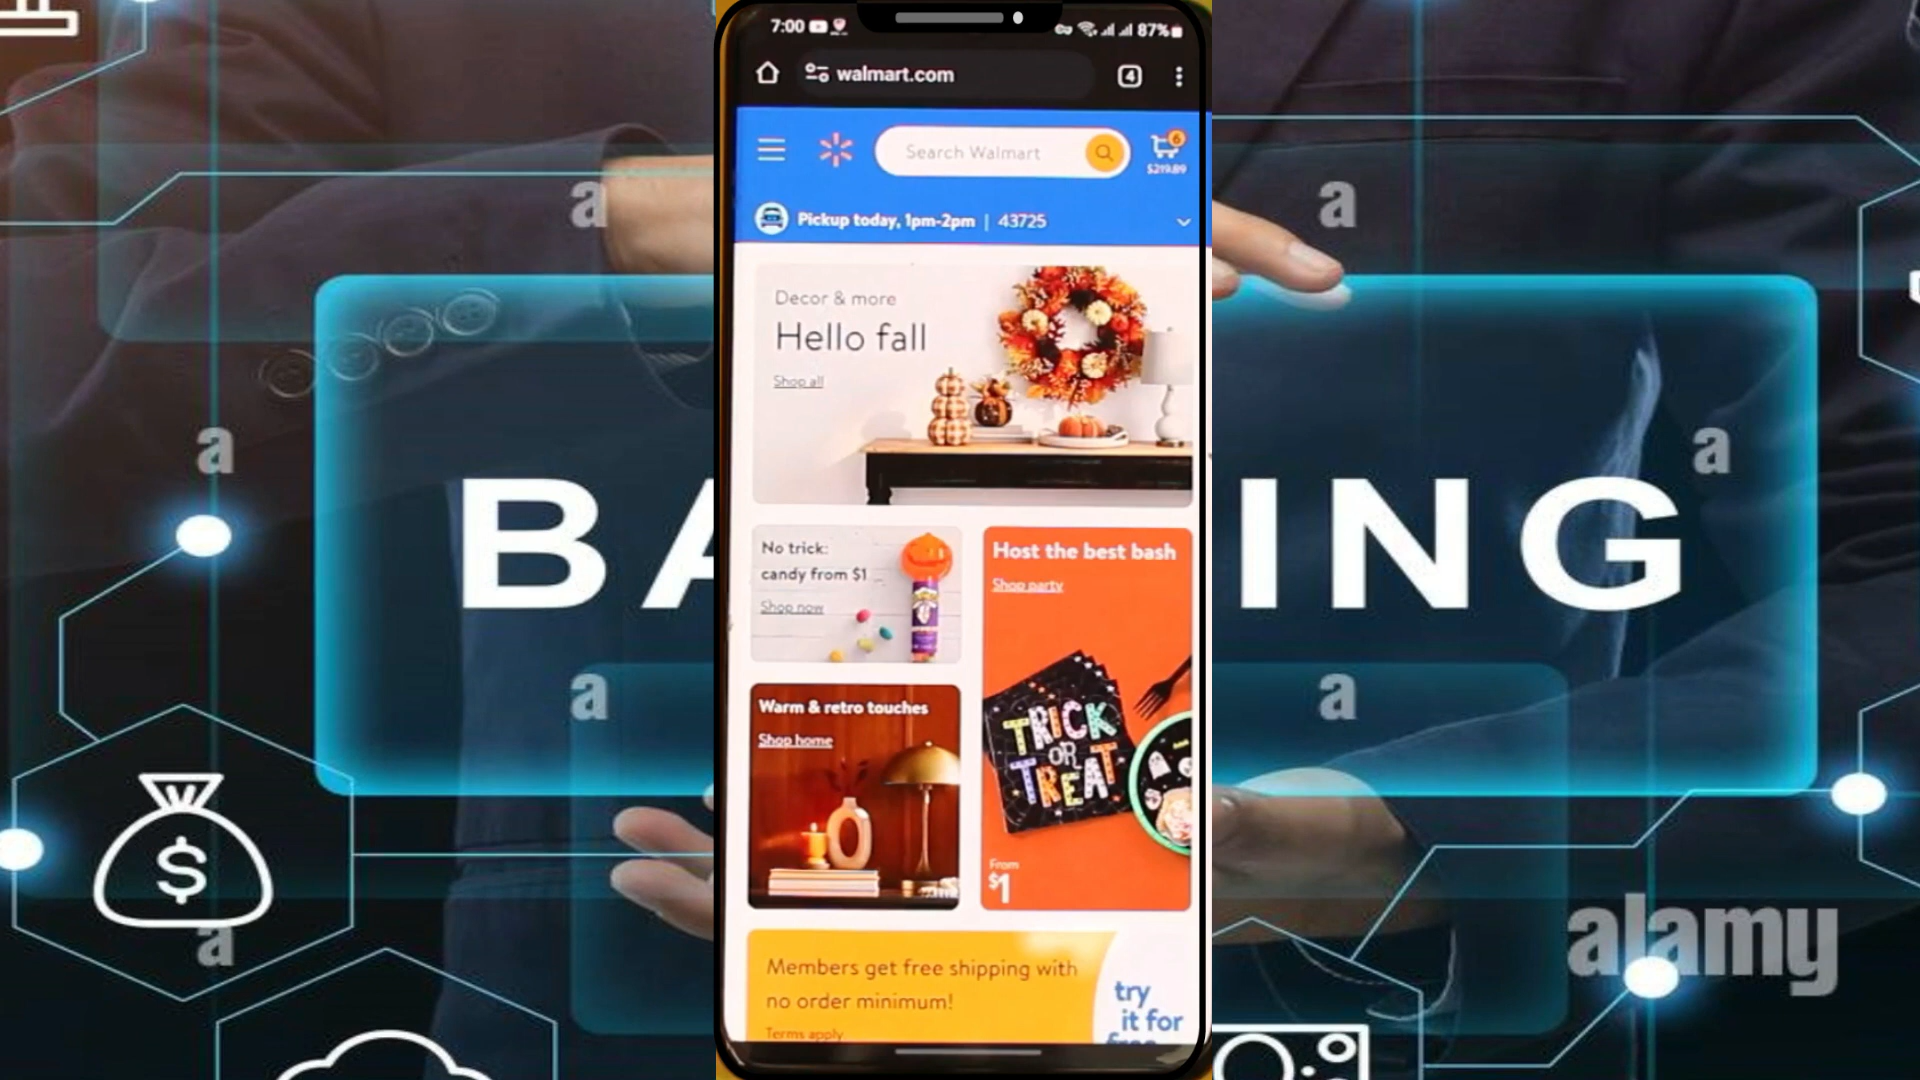 7:00
87%
walmart.com
4
Search Walmart
6
$219.89
Pickup today, 1pm-2pm | 43725
Decor & more
Hello fall
Shop all
No trick:
candy from $1
Shop now
Host the best bash
Shop party
TRICK
OR
TREAT
From
$1
Warm & retro touches
Shop home
Members get free shipping with
no order minimum!
Terms apply
try
it for
free
BA
ING
$
a
a
a
a
a
a
a
alamy